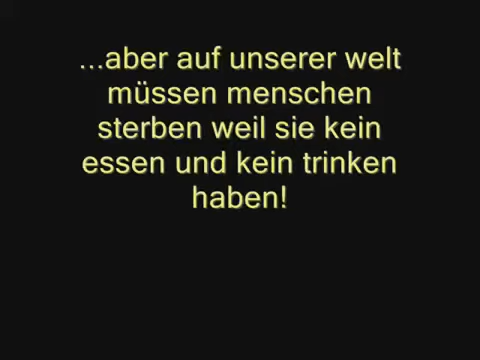 ...aber auf unserer welt
müssen menschen
sterben weil sie kein
essen und kein trinken
haben!